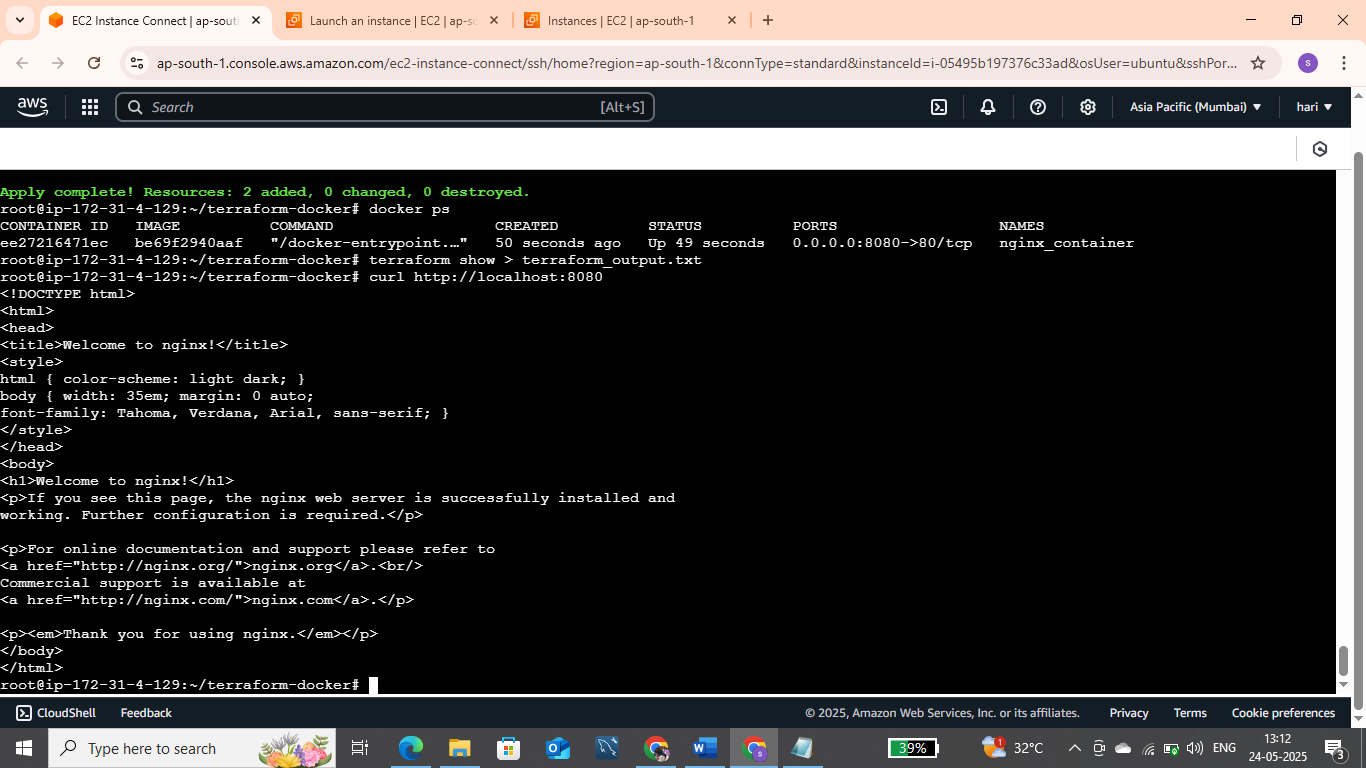 EC2 Instance Connect | ap-sout
Launch an instance | EC2 | ap-so
Instances | EC2 | ap-south-1
ap-south-1.console.aws.amazon.com/ec2-instance-connect/ssh/home?region=ap-south-1&connType=standard&instanceId=i-05495b197376c33ad&osUser=ubuntu&sshPor...
s
aws
Search
[Alt+S]
Asia Pacific (Mumbai)
hari
Apply complete! Resources: 2 added, 0 changed, 0 destroyed.
root@ip-172-31-4-129:~/terraform-docker# docker ps
CONTAINER ID   IMAGE          COMMAND                  CREATED          STATUS          PORTS                  NAMES
ee27216471ec   be69f2940aaf   "/docker-entrypoint.…"   50 seconds ago   Up 49 seconds   0.0.0.0:8080->80/tcp   nginx_container
root@ip-172-31-4-129:~/terraform-docker# terraform show > terraform_output.txt
root@ip-172-31-4-129:~/terraform-docker# curl http://localhost:8080
<!DOCTYPE html>
<html>
<head>
<title>Welcome to nginx!</title>
<style>
html { color-scheme: light dark; }
body { width: 35em; margin: 0 auto;
font-family: Tahoma, Verdana, Arial, sans-serif; }
</style>
</head>
<body>
<h1>Welcome to nginx!</h1>
<p>If you see this page, the nginx web server is successfully installed and
working. Further configuration is required.</p>
<p>For online documentation and support please refer to
<a href="http://nginx.org/">nginx.org</a>.<br/>
Commercial support is available at
<a href="http://nginx.com/">nginx.com</a>.</p>
<p><em>Thank you for using nginx.</em></p>
</body>
</html>
root@ip-172-31-4-129:~/terraform-docker#
CloudShell
Feedback
© 2025, Amazon Web Services, Inc. or its affiliates.
Privacy
Terms
Cookie preferences
Type here to search
39%
1
32°C
ENG
13:12
24-05-2025
3